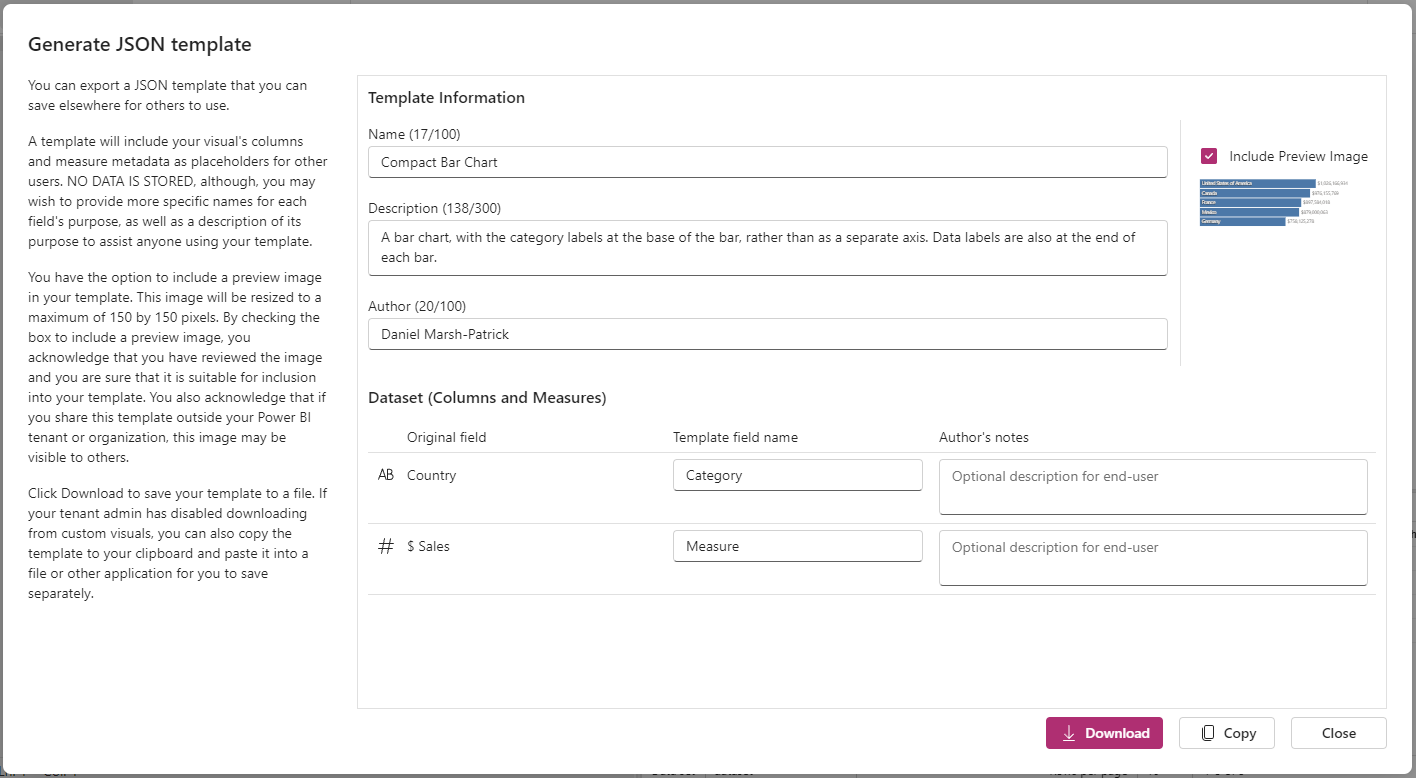 Generate JSON template
You can export a JSON template that you can
save elsewhere for others to use.
A template will include your visual's columns
and measure metadata as placeholders for other
users. NO DATA IS STORED, although, you may
wish to provide more specific names for each
field's purpose, as well as a description of its
purpose to assist anyone using your template.
You have the option to include a preview image
in your template. This image will be resized to a
maximum of 150 by 150 pixels. By checking the
box to include a preview image, you
acknowledge that you have reviewed the image
and you are sure that it is suitable for inclusion
into your template. You also acknowledge that if
you share this template outside your Power BI
tenant or organization, this image may be
visible to others.
Click Download to save your template to a file. If
your tenant admin has disabled downloading
from custom visuals, you can also copy the
template to your clipboard and paste it into a
file or other application for you to save
separately.
Template Information
Name (17/100)
Compact Bar Chart
Description (138/300)
A bar chart, with the category labels at the base of the bar, rather than as a separate axis. Data labels are also at the end of
each bar.
Author (20/100)
Daniel Marsh-Patrick
Include Preview Image
United States of America
Canada
France
Mexico
Germany
Dataset (Columns and Measures)
Original field Template field name Author's notes
AB Country Category Optional description for end-user
# $ Sales Measure Optional description for end-user
Download Copy Close